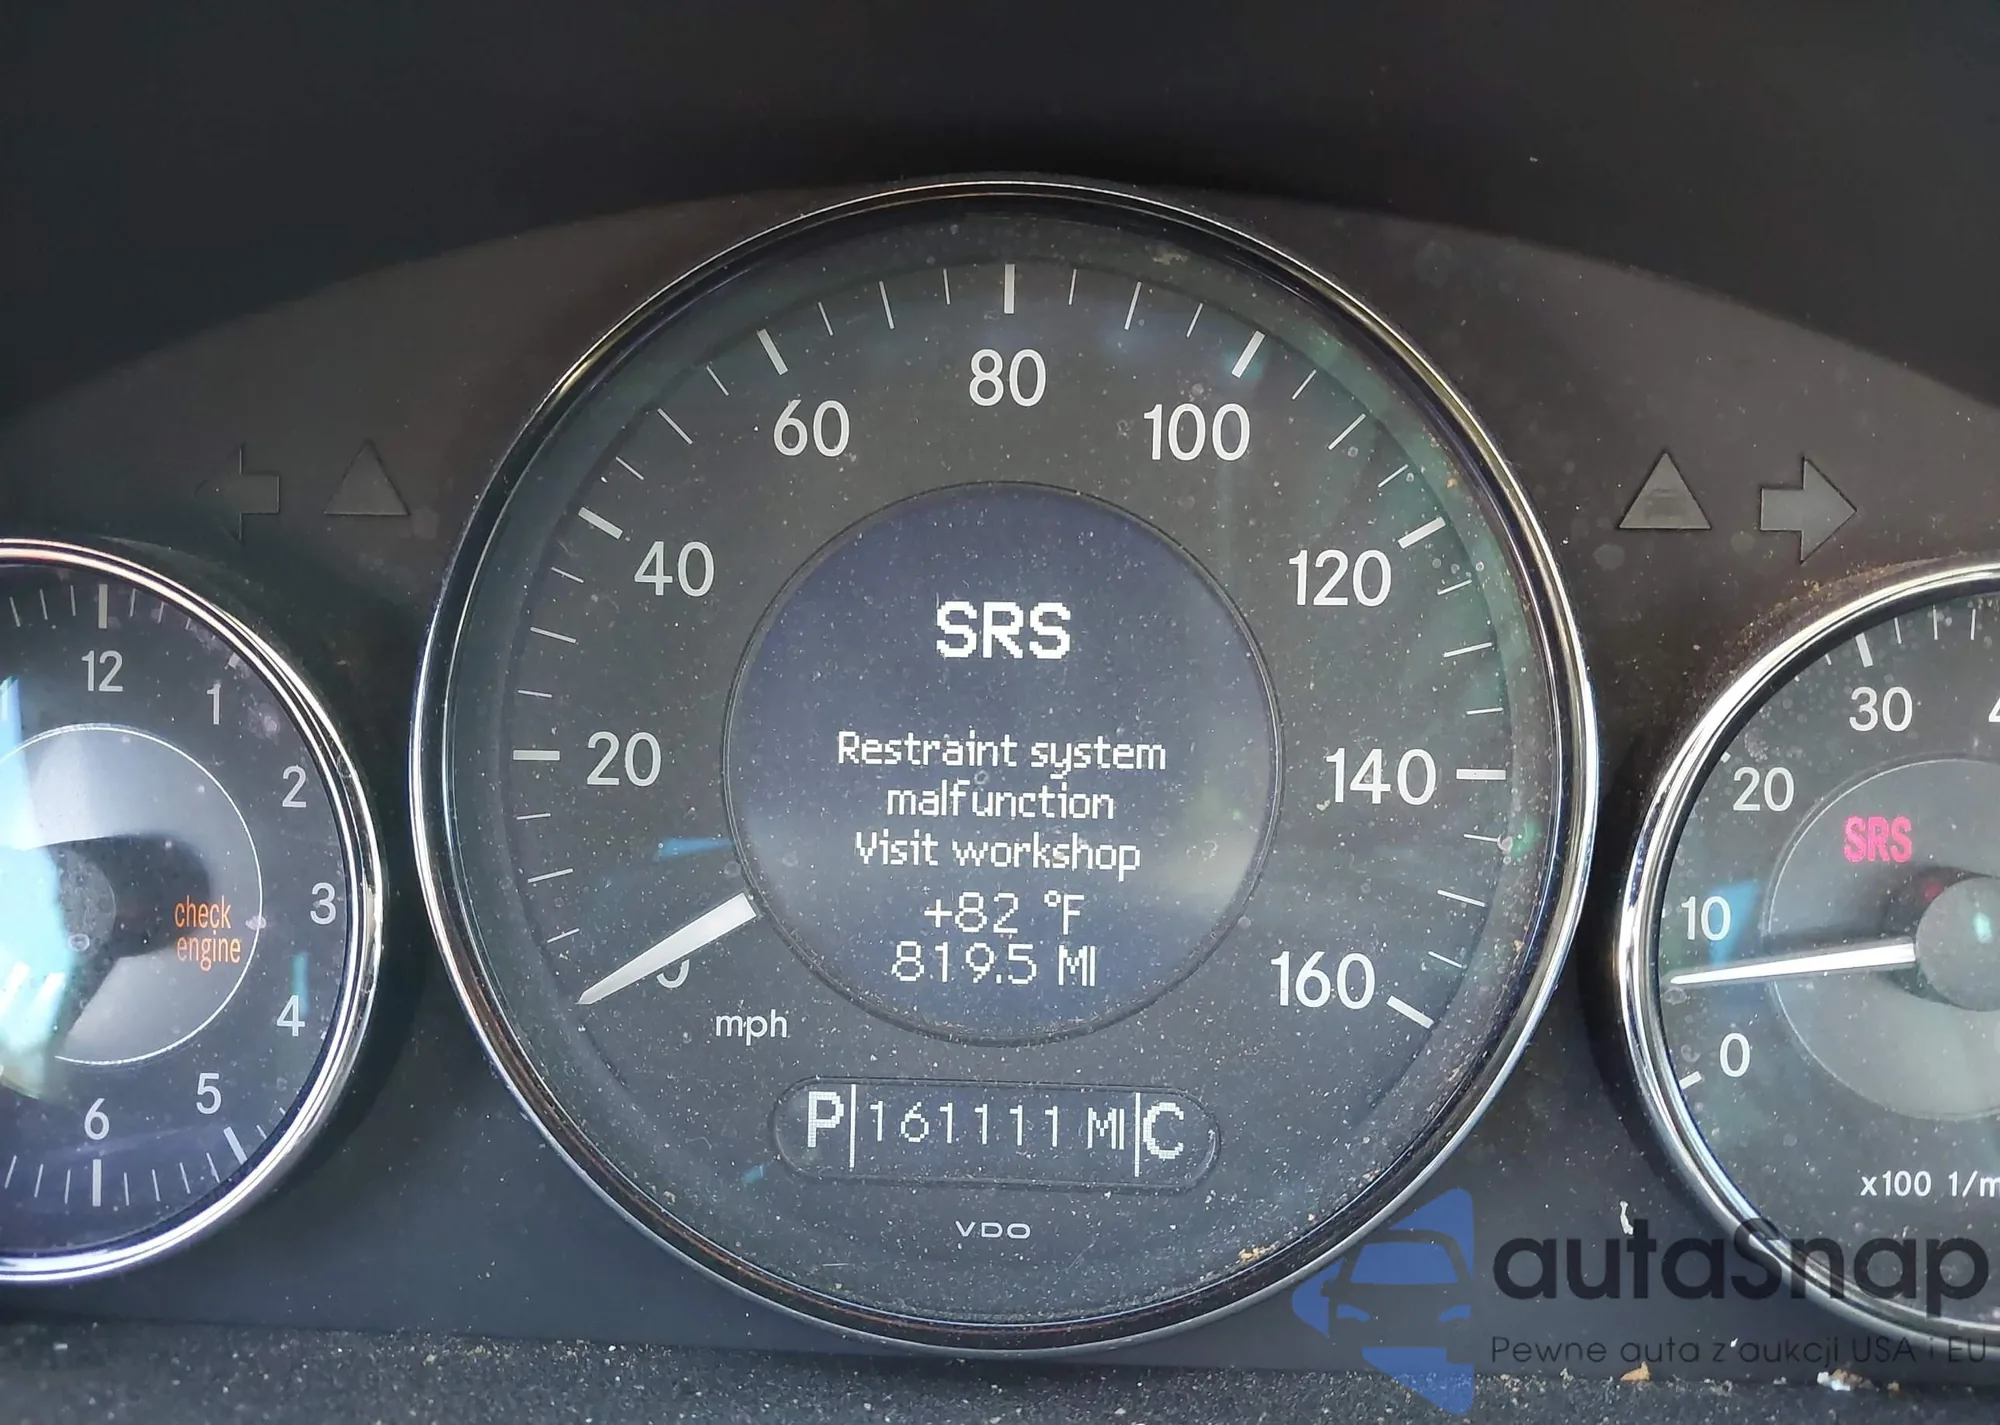 80
60
100
40
120
20
140
0
160
mph
SRS
Restraint system
malfunction
Visit workshop
+82 °F
819.5 MI
P 161111 MI C
VDO
12
1
2
3
4
5
6
check
engine
30
20
10
0
SRS
x100 1/m
autaSnap
Pewne auta z aukcji USA i EU